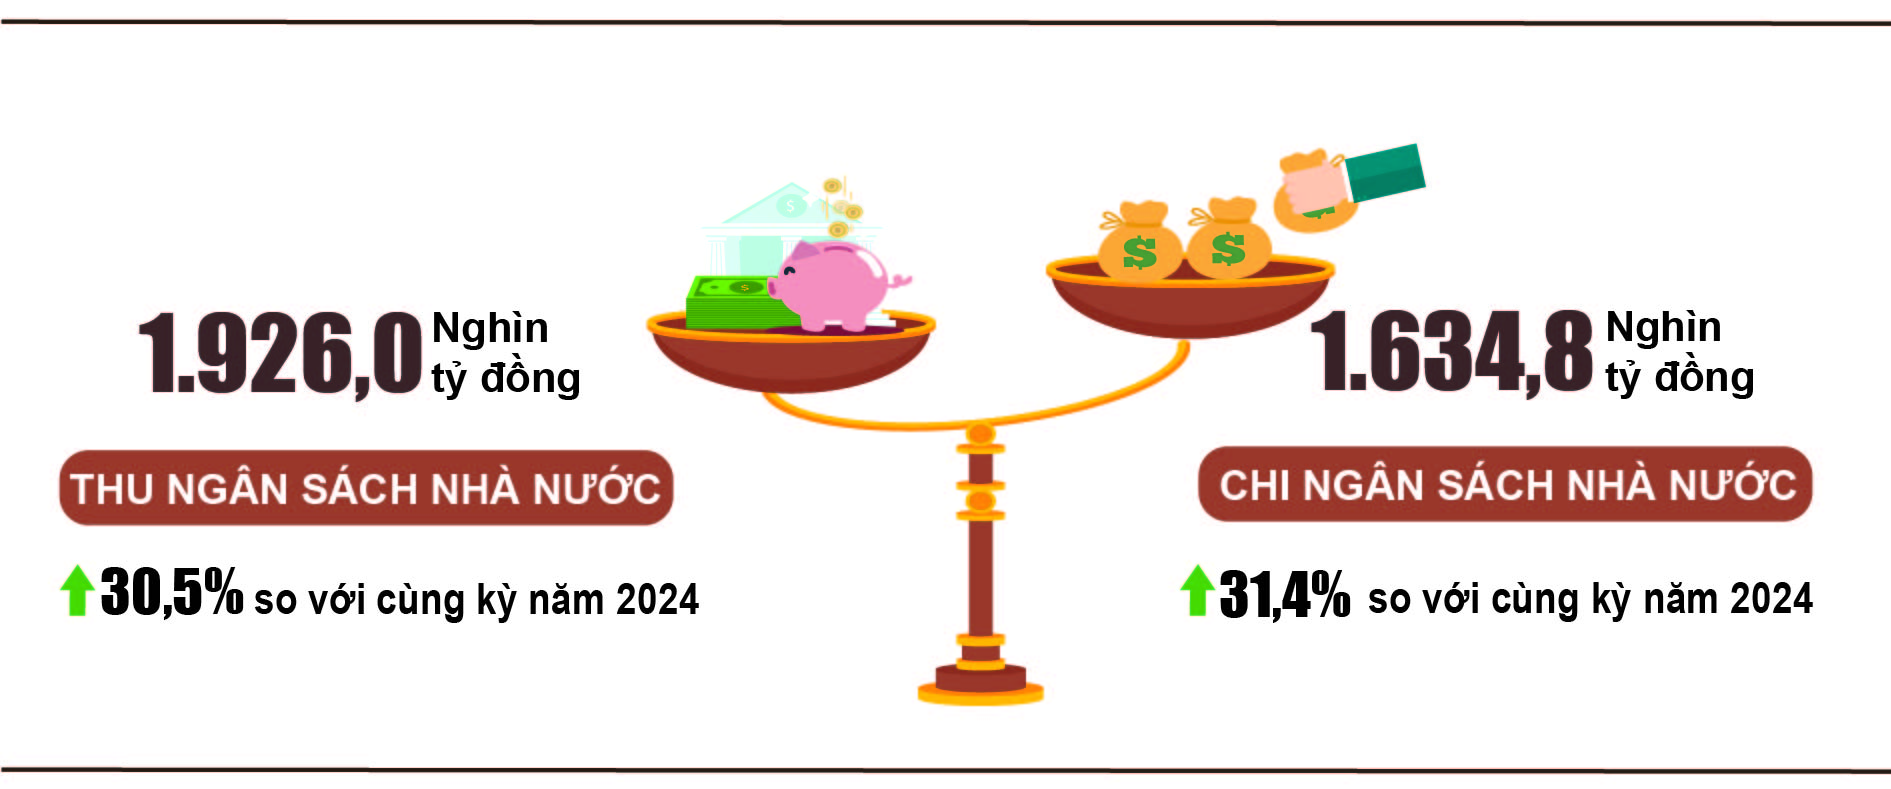 1.926,0 Nghìn
tỷ đồng
THU NGÂN SÁCH NHÀ NƯỚC
30,5% so với cùng kỳ năm 2024
$
$
$
$
$
1.634,8 Nghìn
tỷ đồng
CHI NGÂN SÁCH NHÀ NƯỚC
31,4% so với cùng kỳ năm 2024